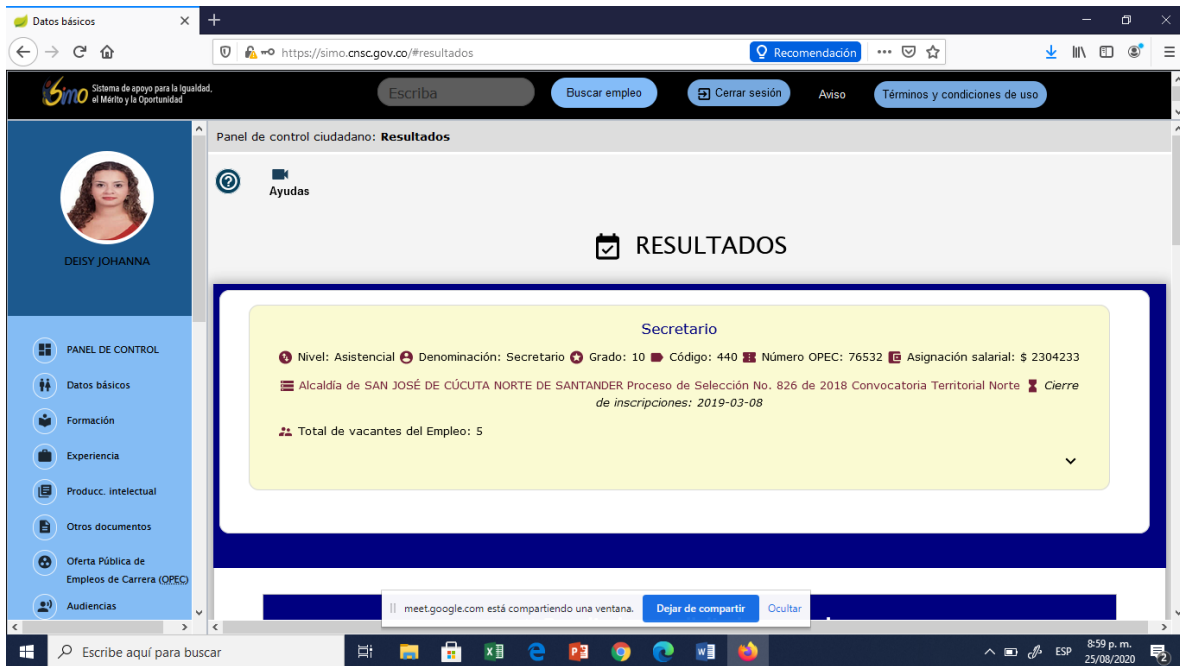 Datos básicos
https://simo.cnsc.gov.co/#resultados
Recomendación
Simo Sistema de apoyo para la Igualdad,
el Mérito y la Oportunidad
Escriba
Buscar empleo
Cerrar sesión
Aviso
Términos y condiciones de uso
Panel de control ciudadano: Resultados
Ayudas
DEISY JOHANNA
RESULTADOS
PANEL DE CONTROL
Datos básicos
Formación
Experiencia
Producc. intelectual
Otros documentos
Oferta Pública de
Empleos de Carrera (OPEC)
Audiencias
Secretario
Nivel: Asistencial Denominación: Secretario Grado: 10 Código: 440 Número OPEC: 76532 Asignación salarial: $ 2304233
Alcaldía de SAN JOSÉ DE CÚCUTA NORTE DE SANTANDER Proceso de Selección No. 826 de 2018 Convocatoria Territorial Norte Cierre
de inscripciones: 2019-03-08
Total de vacantes del Empleo: 5
meet.google.com está compartiendo una ventana. Dejar de compartir Ocultar
Escribe aquí para buscar
ESP
8:59 p. m.
25/08/2020
2